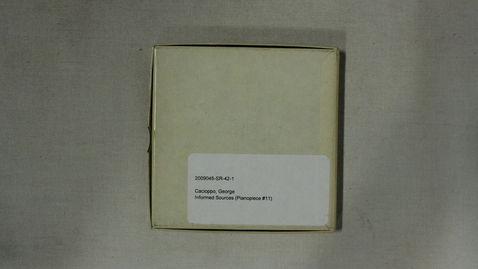 2009045-SR-42-1
Cacioppo, George
Informed Sources (Pianopiece #11)